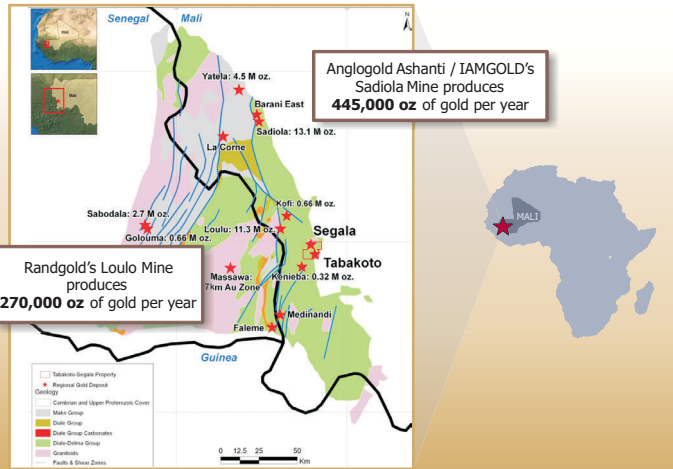 Senegal Mali
N
Mali
Yatela: 4.5 M oz.
Barani East
Sadiola: 13.1 M oz.
La Corne
Anglogold Ashanti / IAMGOLD's
Sadiola Mine produces
445,000 oz of gold per year
MALI
Kofi: 0.66 M oz.
Sabodala: 2.7 M oz.
Loulu: 11.3 M oz.
Golouma: 0.66 M oz.
Segala
Tabakoto
Kenieba: 0.32 M oz.
Massawa:
7km Au Zone
Randgold's Loulo Mine
produces
270,000 oz of gold per year
Medinandi
Faleme
Guinea
Tabakoto-Segala Property
Regional Gold Deposit
Geology
Cambrian and Upper Proterozoic Cover
Mako Group
Diale Group
Diale Group Carbonates
Diale-Delma Group
Granitoids
Faults & Shear Zones
0 12.5 25 50
Km